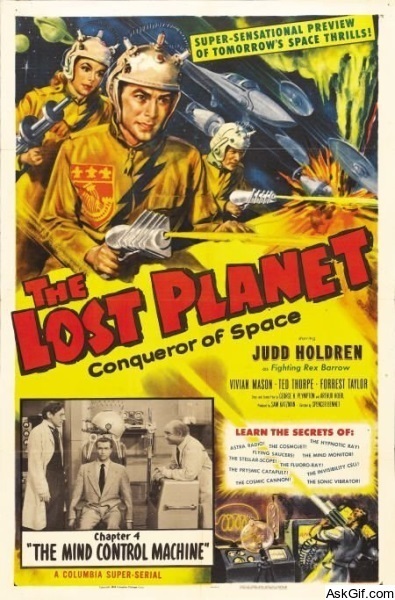 SUPER-SENSATIONAL PREVIEW
OF TOMORROW'S SPACE THRILLS!
THE
LOST PLANET
Conqueror of Space
starring
JUDD HOLDREN
as Fighting Rex Barrow
VIVIAN MASON · TED THORPE · FORREST TAYLOR
LEARN THE SECRETS OF:
ASTRA RADIO! THE COSMOJET! THE HYPNOTIC RAY!
FLYING SAUCERS! THE MIND MONITOR!
THE STELLAR-SCOPE! THE FLUORO-RAY!
THE PRYSMIC CATAPULT! THE INVISIBILITY CELL!
THE COSMIC CANNON! THE SONIC VIBRATOR!
Chapter 4
"THE MIND CONTROL MACHINE"
A COLUMBIA SUPER-SERIAL
AskGif.com